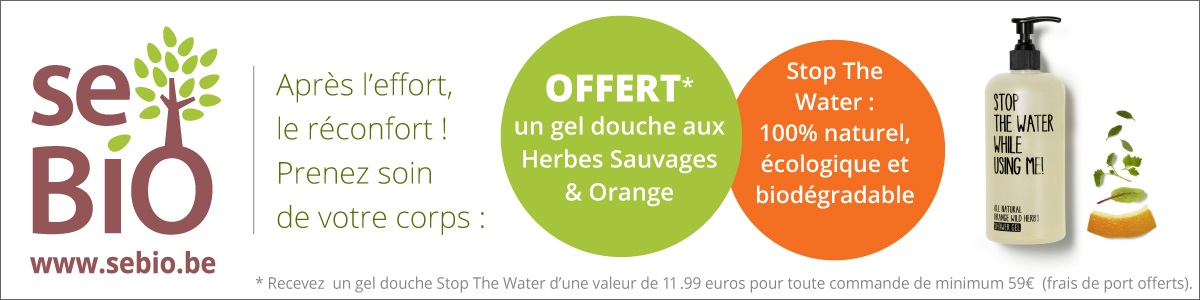 se
BiO
www.sebio.be
Après l'effort,
le réconfort !
Prenez soin
de votre corps :
OFFERT*
un gel douche aux
Herbes Sauvages
& Orange
Stop The
Water :
100% naturel,
écologique et
biodégradable
STOP
THE WATER
WHILE
USING ME!
ALL NATURAL
ORANGE WILD HERBS
SHOWER GEL
* Recevez un gel douche Stop The Water d'une valeur de 11.99 euros pour toute commande de minimum 59€ (frais de port offerts).